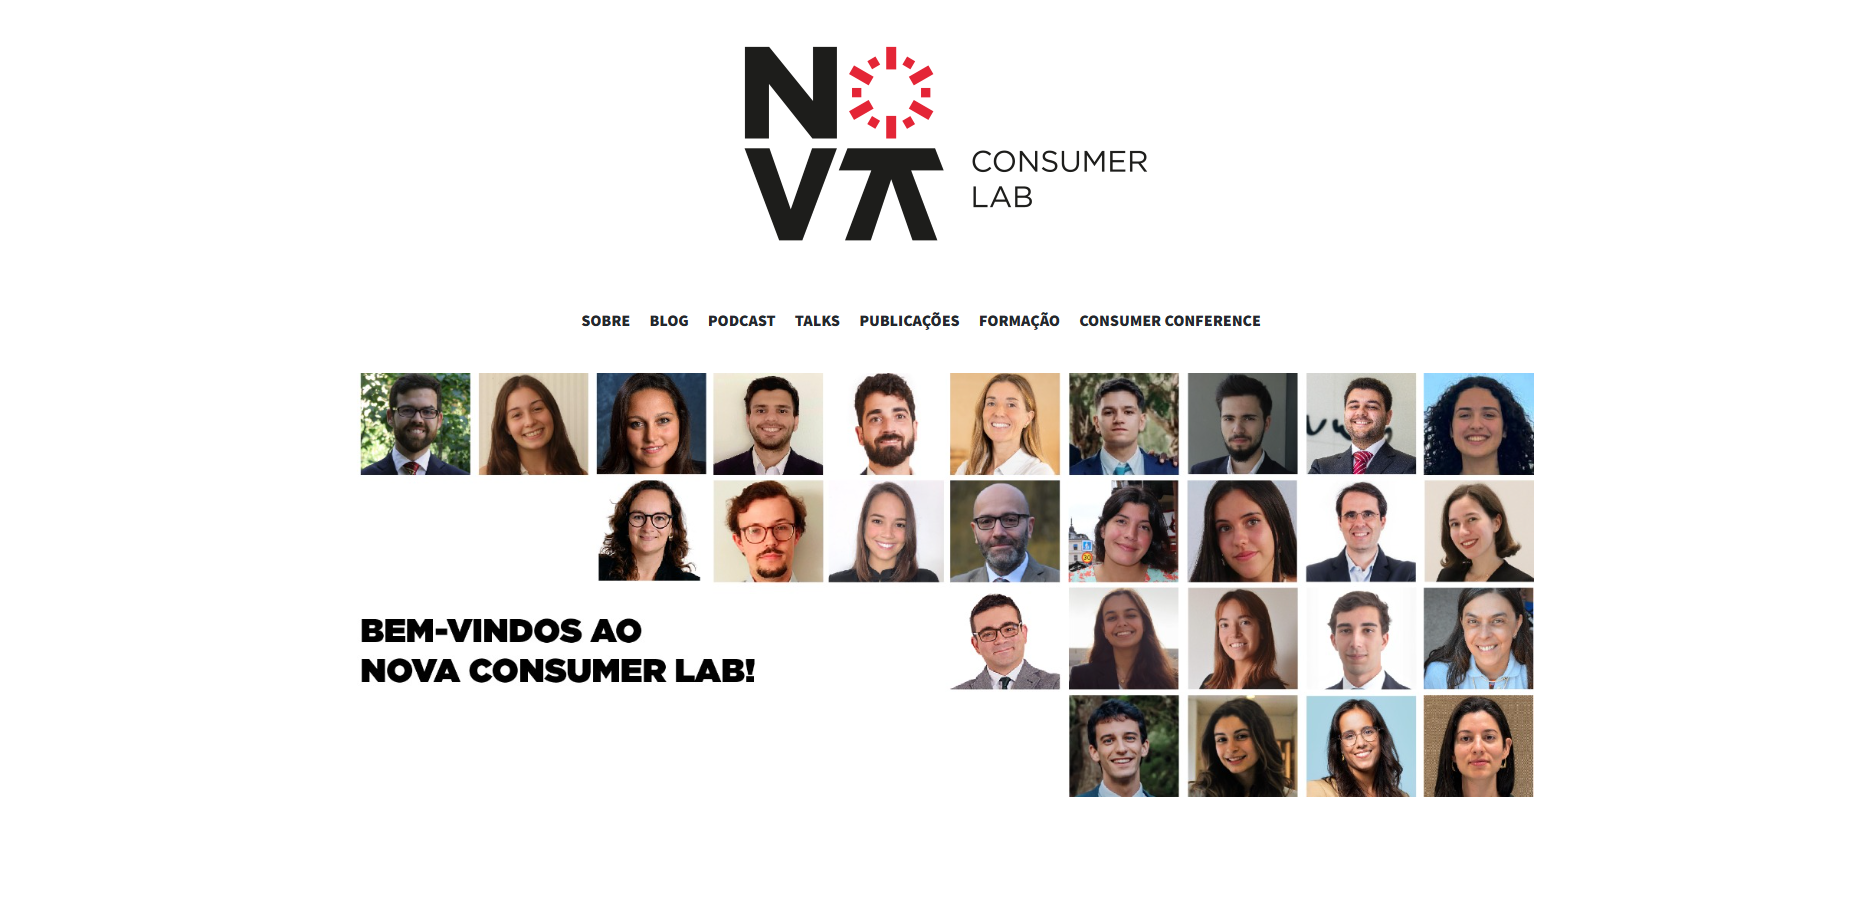 NOVA
CONSUMER
LAB
SOBRE BLOG PODCAST TALKS PUBLICAÇÕES FORMAÇÃO CONSUMER CONFERENCE
BEM-VINDOS AO
NOVA CONSUMER LAB!